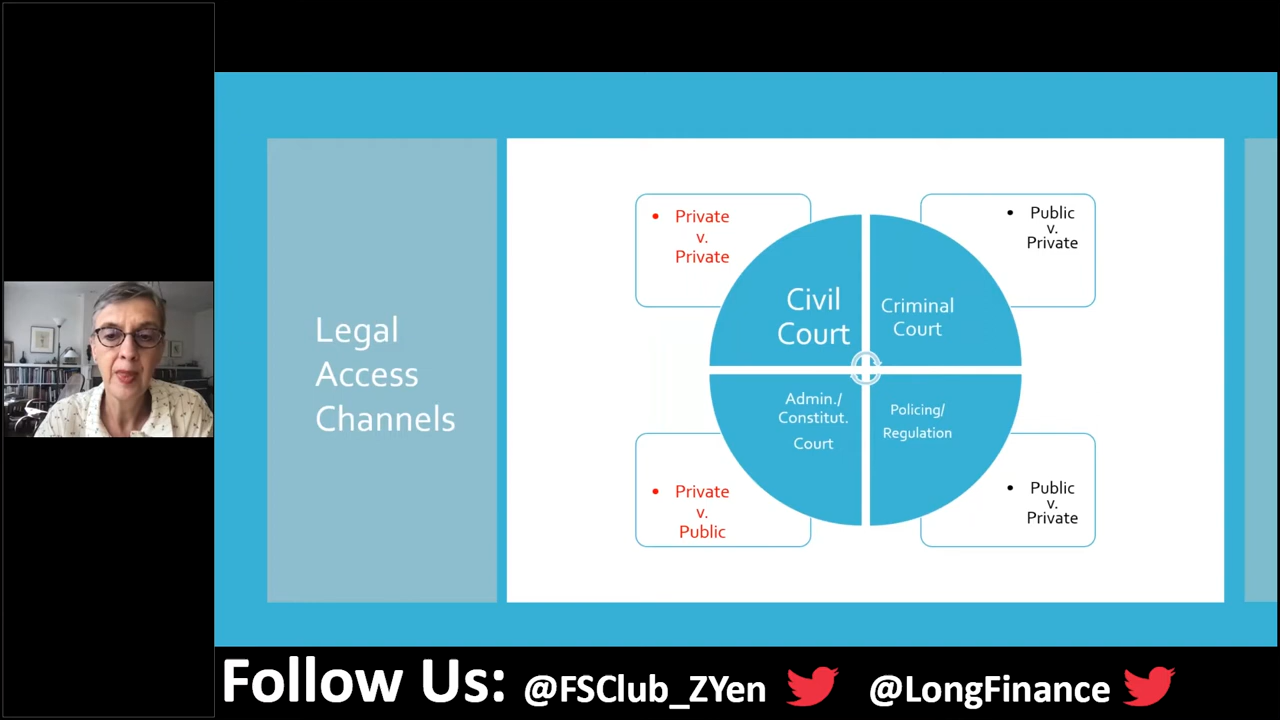 Legal
Access
Channels
• Private
v.
Private
• Public
v.
Private
Civil
Court
Criminal
Court
Admin./
Constitut.
Court
Policing/
Regulation
• Private
v.
Public
• Public
v.
Private
Follow Us: @FSClub_ZYen @LongFinance